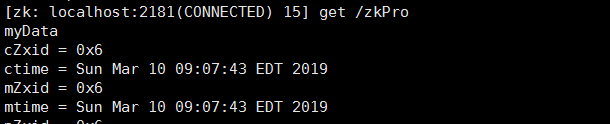 [zk: localhost:2181(CONNECTED) 15] get /zkPro
myData
cZxid = 0x6
ctime = Sun Mar 10 09:07:43 EDT 2019
mZxid = 0x6
mtime = Sun Mar 10 09:07:43 EDT 2019